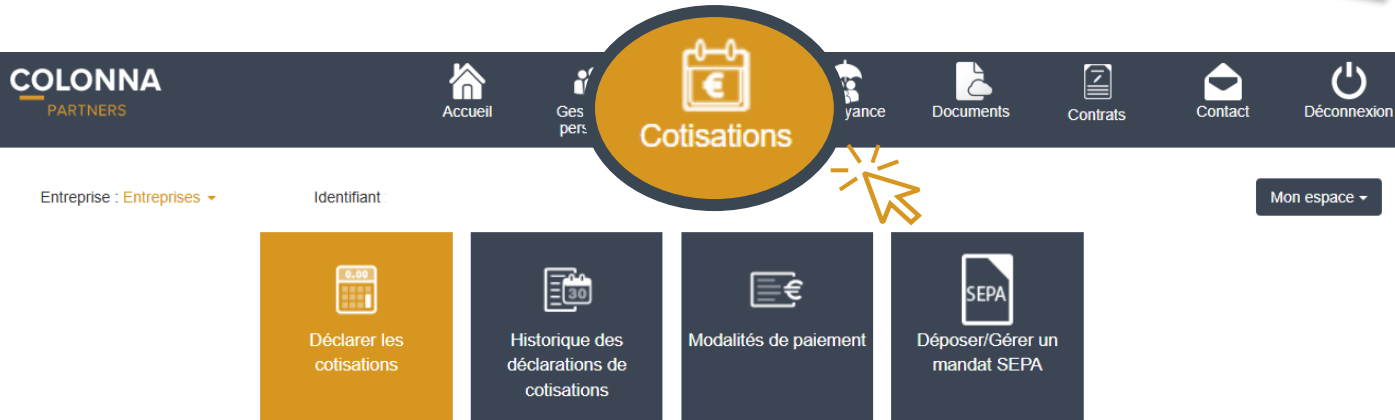 COLONNA
PARTNERS
Accueil
Ges
pers
€
Cotisations
yance
Documents
Contrats
Contact
Déconnexion
Entreprise : Entreprises
Identifiant
Mon espace
0.00
Déclarer les
cotisations
30
Historique des
déclarations de
cotisations
€
Modalités de paiement
SEPA
Déposer/Gérer un
mandat SEPA